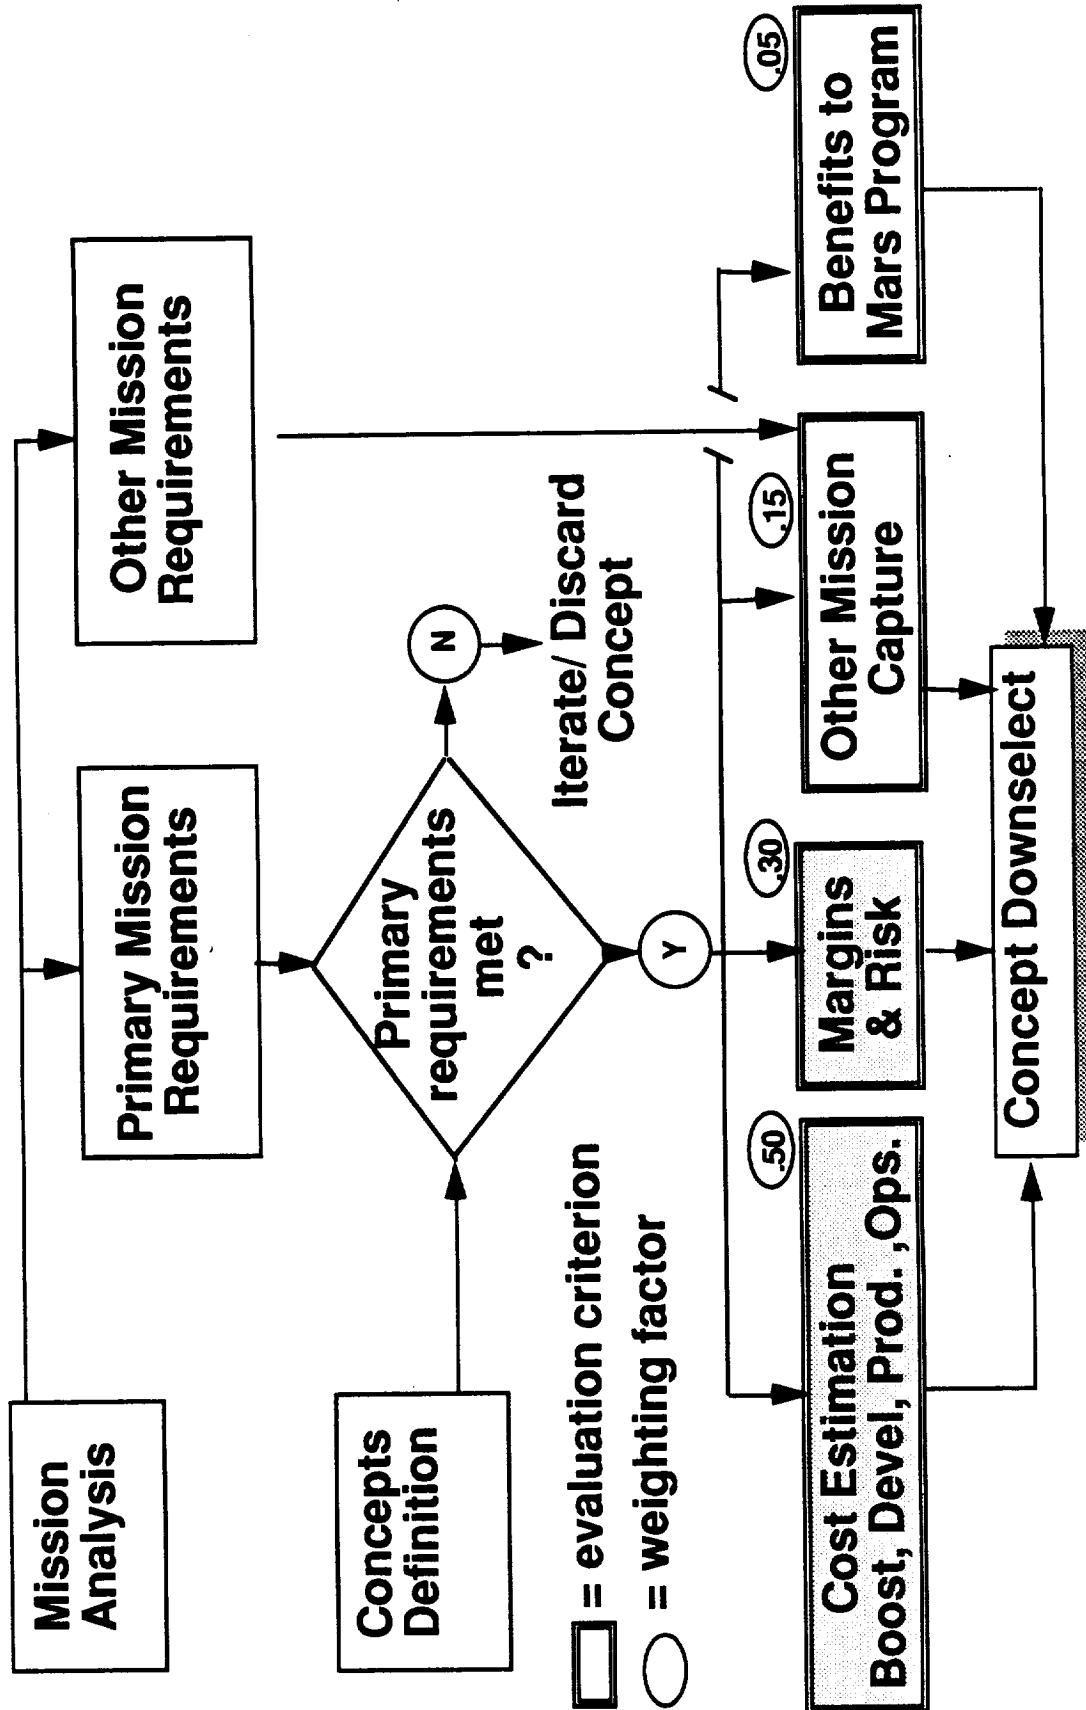 Mission
Analysis
Primary Mission
Requirements
Other Mission
Requirements
Concepts
Definition
Primary
requirements
met
?
N
Iterate/ Discard
Concept
Y
= evaluation criterion
= weighting factor
.50
.30
.15
.05
Cost Estimation
Boost, Devel, Prod. ,Ops.
Margins
& Risk
Other Mission
Capture
Benefits to
Mars Program
Concept Downselect